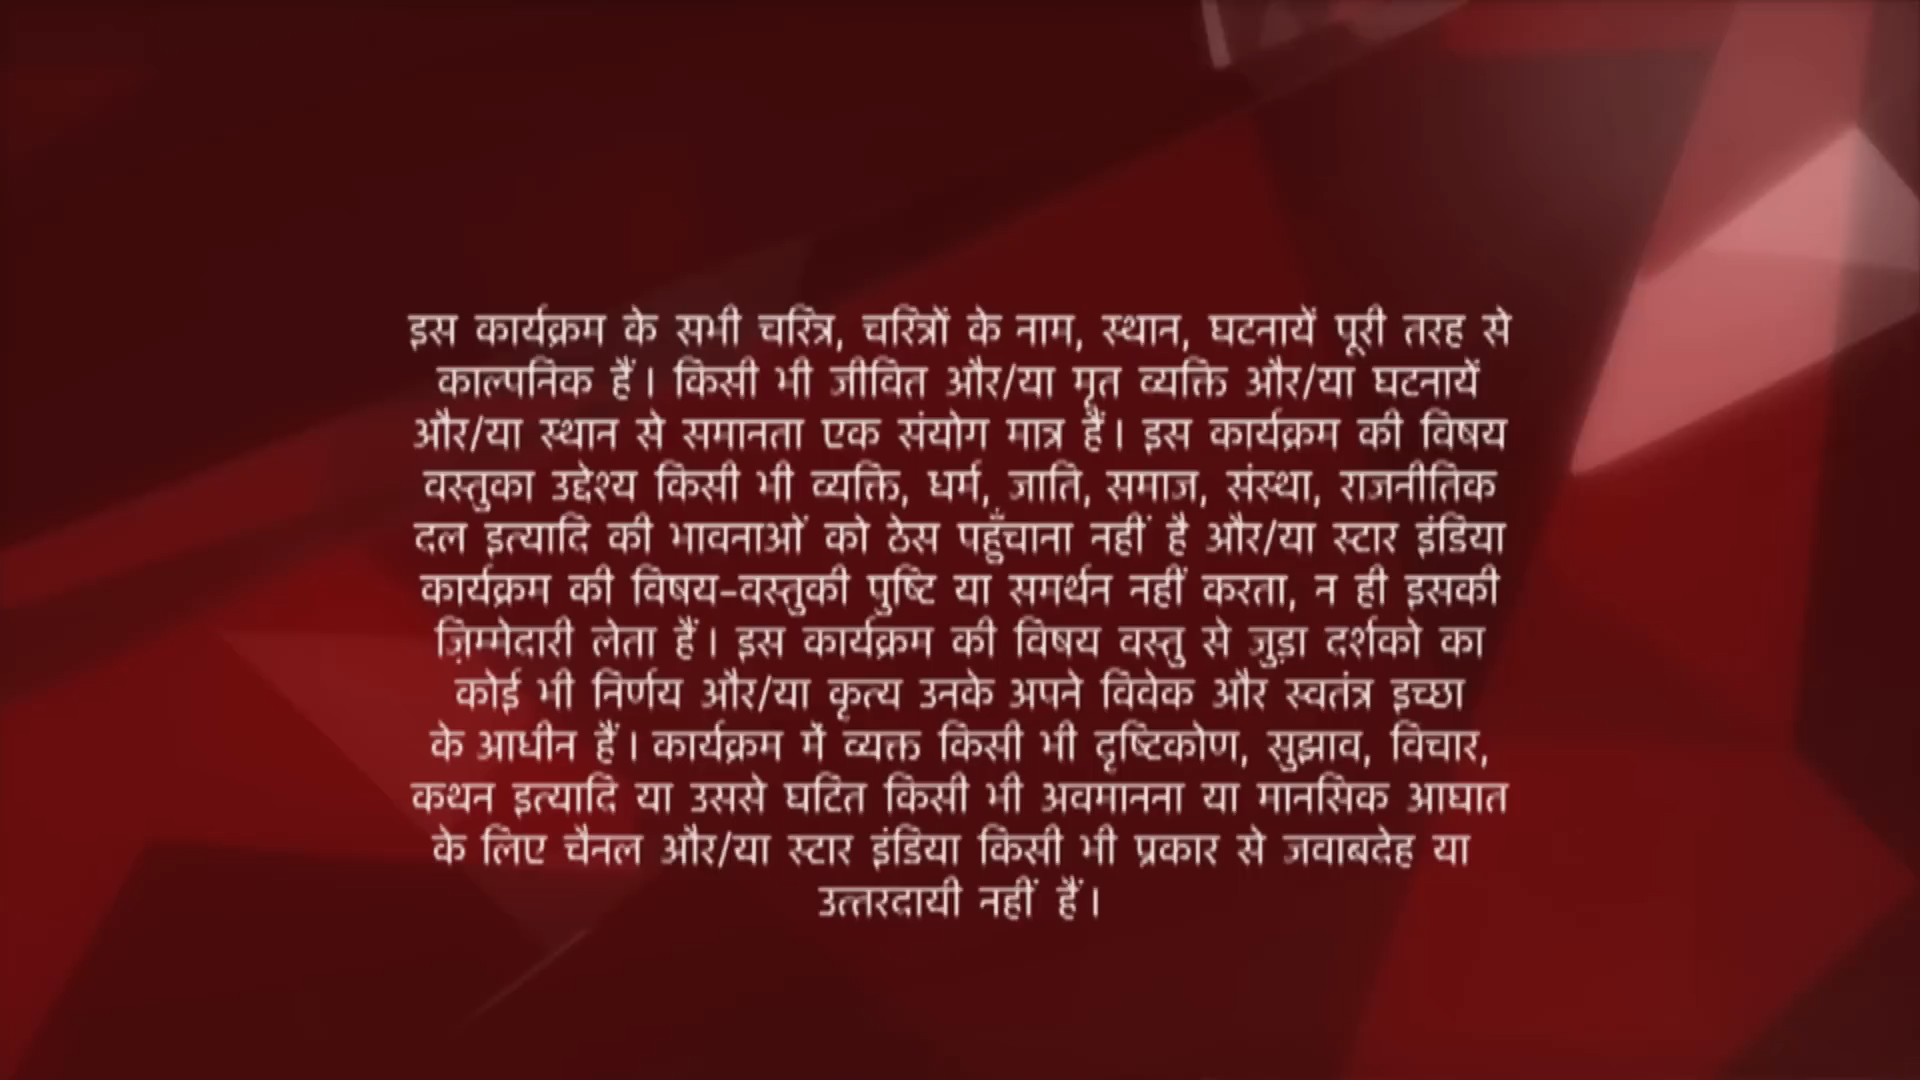 इस कार्यक्रम के सभी चरित्र, चरित्रों के नाम, स्थान, घटनायें पूरी तरह से
काल्पनिक हैं। किसी भी जीवित और/या मृत व्यक्ति और/या घटनायें
और/या स्थान से समानता एक संयोग मात्र हैं। इस कार्यक्रम की विषय
वस्तुका उद्देश्य किसी भी व्यक्ति, धर्म, जाति, समाज, संस्था, राजनीतिक
दल इत्यादि की भावनाओं को ठेस पहुँचाना नहीं है और/या स्टार इंडिया
कार्यक्रम की विषय-वस्तुकी पुष्टि या समर्थन नहीं करता, न ही इसकी
ज़िम्मेदारी लेता हैं। इस कार्यक्रम की विषय वस्तु से जुड़ा दर्शको का
कोई भी निर्णय और/या कृत्य उनके अपने विवेक और स्वतंत्र इच्छा
के आधीन हैं। कार्यक्रम में व्यक्त किसी भी दृष्टिकोण, सुझाव, विचार,
कथन इत्यादि या उससे घटित किसी भी अवमानना या मानसिक आघात
के लिए चैनल और/या स्टार इंडिया किसी भी प्रकार से जवाबदेह या
उत्तरदायी नहीं हैं।